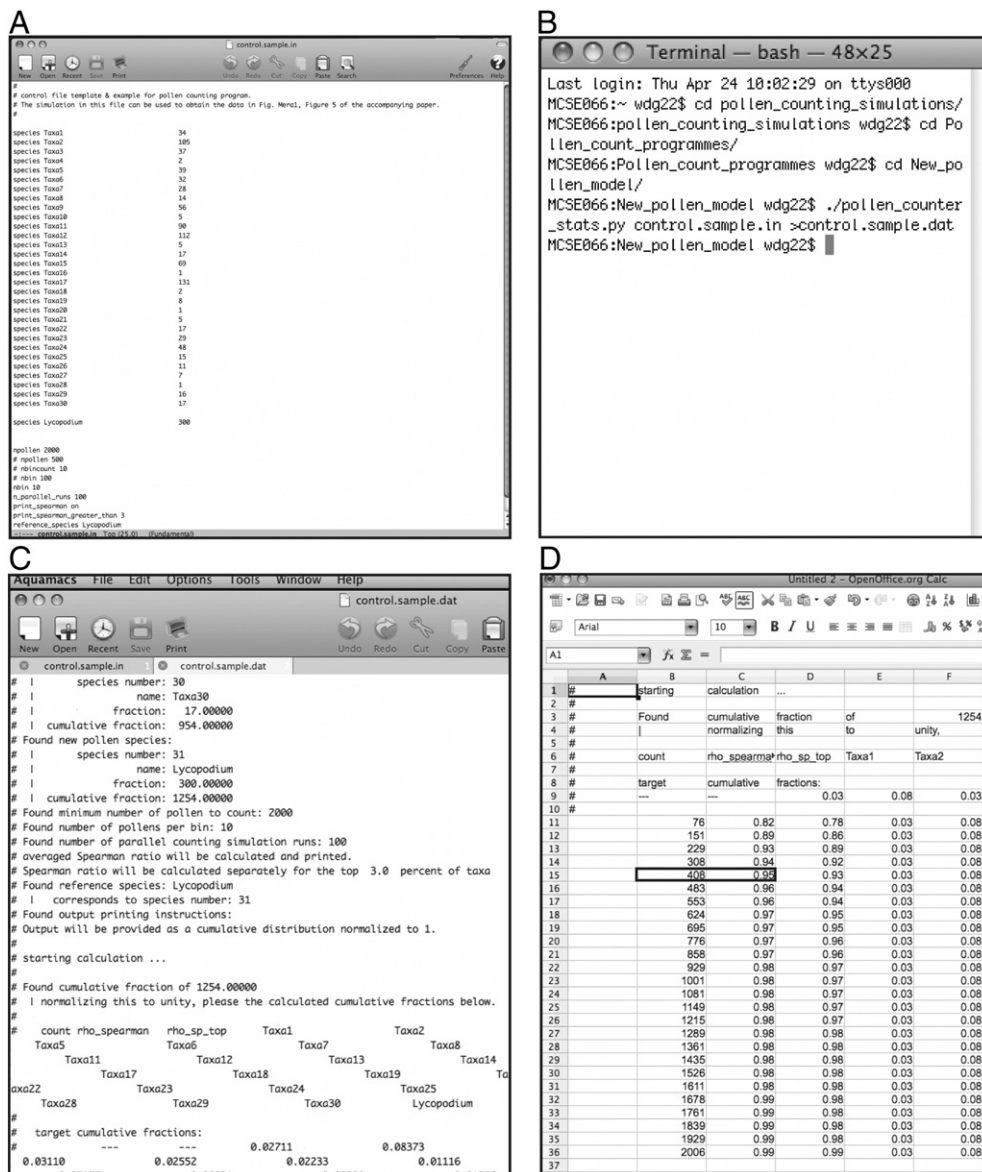 A
control.sample.in
New Open Recent Save Print Undo Redo Cut Copy Paste Search Preferences Help
#
# control file template & example for pollen counting program.
# The simulation in this file can be used to obtain the data in Fig. Mera1, Figure 5 of the accompanying paper.
#
species Taxa1 34
species Taxa2 105
species Taxa3 37
species Taxa4 2
species Taxa5 39
species Taxa6 32
species Taxa7 28
species Taxa8 14
species Taxa9 56
species Taxa10 5
species Taxa11 90
species Taxa12 112
species Taxa13 5
species Taxa14 17
species Taxa15 69
species Taxa16 1
species Taxa17 131
species Taxa18 2
species Taxa19 8
species Taxa20 1
species Taxa21 5
species Taxa22 17
species Taxa23 29
species Taxa24 48
species Taxa25 15
species Taxa26 11
species Taxa27 7
species Taxa28 1
species Taxa29 16
species Taxa30 17
species Lycopodium 300
npollen 2000
# npollen 500
# nbincount 10
# nbin 100
nbin 10
n_parallel_runs 100
print_spearman on
print_spearman_greater_than 3
reference_species Lycopodium
-:--- control.sample.in Top (25,0) (Fundamental)
B
Terminal — bash — 48×25
Last login: Thu Apr 24 10:02:29 on ttys000
MCSE066:~ wdg22$ cd pollen_counting_simulations/
MCSE066:pollen_counting_simulations wdg22$ cd Po
llen_count_programmes/
MCSE066:Pollen_count_programmes wdg22$ cd New_po
llen_model/
MCSE066:New_pollen_model wdg22$ ./pollen_counter
_stats.py control.sample.in >control.sample.dat
MCSE066:New_pollen_model wdg22$
C
Aquamacs File Edit Options Tools Window Help
control.sample.dat
New Open Recent Save Print Undo Redo Cut Copy Paste
control.sample.in control.sample.dat
# | species number: 30
# | name: Taxa30
# | fraction: 17.00000
# | cumulative fraction: 954.00000
# Found new pollen species:
# | species number: 31
# | name: Lycopodium
# | fraction: 300.00000
# | cumulative fraction: 1254.00000
# Found minimum number of pollen to count: 2000
# Found number of pollens per bin: 10
# Found number of parallel counting simulation runs: 100
# averaged Spearman ratio will be calculated and printed.
# Spearman ratio will be calculated separately for the top 3.0 percent of taxa
# Found reference species: Lycopodium
# | corresponds to species number: 31
# Found output printing instructions:
# Output will be provided as a cumulative distribution normalized to 1.
#
# starting calculation ...
#
# Found cumulative fraction of 1254.00000
# | normalizing this to unity, please the calculated cumulative fractions below.
#
# count rho_spearman rho_sp_top Taxa1 Taxa2
Taxa5 Taxa6 Taxa7 Taxa8
Taxa11 Taxa12 Taxa13 Taxa14
Taxa17 Taxa18 Taxa19 Ta
axa22 Taxa23 Taxa24 Taxa25
Taxa28 Taxa29 Taxa30 Lycopodium
#
# target cumulative fractions:
# --- --- 0.02711 0.08373
0.03110 0.02552 0.02233 0.01116
D
Untitled 2 - OpenOffice.org Calc
Arial 10 B I U
A1
A B C D E F
1 # starting calculation ...
2 #
3 # Found cumulative fraction of 1254
4 # | normalizing this to unity,
5 #
6 # count rho_spearma rho_sp_top Taxa1 Taxa2
7 #
8 # target cumulative fractions:
9 # --- --- 0.03 0.08 0.03
10 #
11 76 0.82 0.78 0.03 0.08
12 151 0.89 0.86 0.03 0.08
13 229 0.93 0.89 0.03 0.08
14 308 0.94 0.92 0.03 0.08
15 408 0.95 0.93 0.03 0.08
16 483 0.96 0.94 0.03 0.08
17 553 0.96 0.94 0.03 0.08
18 624 0.97 0.95 0.03 0.08
19 695 0.97 0.95 0.03 0.08
20 776 0.97 0.96 0.03 0.08
21 858 0.97 0.96 0.03 0.08
22 929 0.98 0.97 0.03 0.08
23 1001 0.98 0.97 0.03 0.08
24 1081 0.98 0.97 0.03 0.08
25 1149 0.98 0.97 0.03 0.08
26 1215 0.98 0.97 0.03 0.08
27 1289 0.98 0.98 0.03 0.08
28 1361 0.98 0.98 0.03 0.08
29 1435 0.98 0.98 0.03 0.08
30 1526 0.98 0.98 0.03 0.08
31 1611 0.98 0.98 0.03 0.08
32 1678 0.99 0.98 0.03 0.08
33 1761 0.99 0.98 0.03 0.08
34 1839 0.99 0.98 0.03 0.08
35 1929 0.99 0.98 0.03 0.08
36 2006 0.99 0.99 0.03 0.08
37